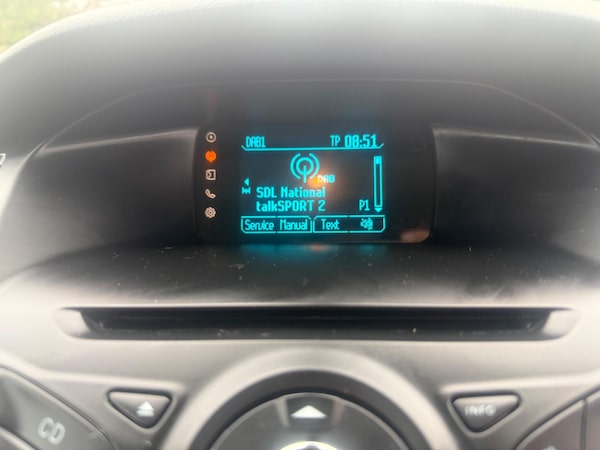 DAB1 TP 08:51
DAB
SDL National
talkSPORT 2 P1
Service Manual Text
CD
INFO